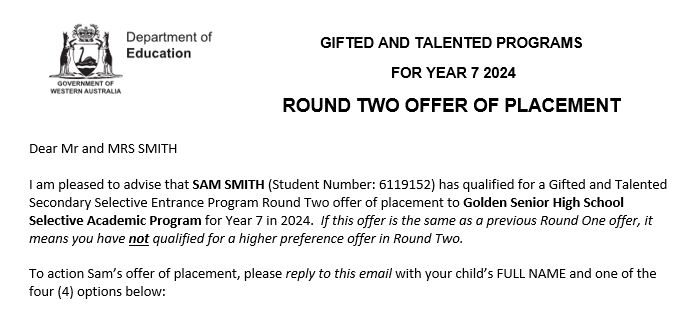 Department of
Education
GOVERNMENT OF
WESTERN AUSTRALIA
GIFTED AND TALENTED PROGRAMS
FOR YEAR 7 2024
ROUND TWO OFFER OF PLACEMENT
Dear Mr and MRS SMITH
I am pleased to advise that SAM SMITH (Student Number: 6119152) has qualified for a Gifted and Talented
Secondary Selective Entrance Program Round Two offer of placement to Golden Senior High School
Selective Academic Program for Year 7 in 2024. If this offer is the same as a previous Round One offer, it
means you have not qualified for a higher preference offer in Round Two.
To action Sam’s offer of placement, please reply to this email with your child’s FULL NAME and one of the
four (4) options below: